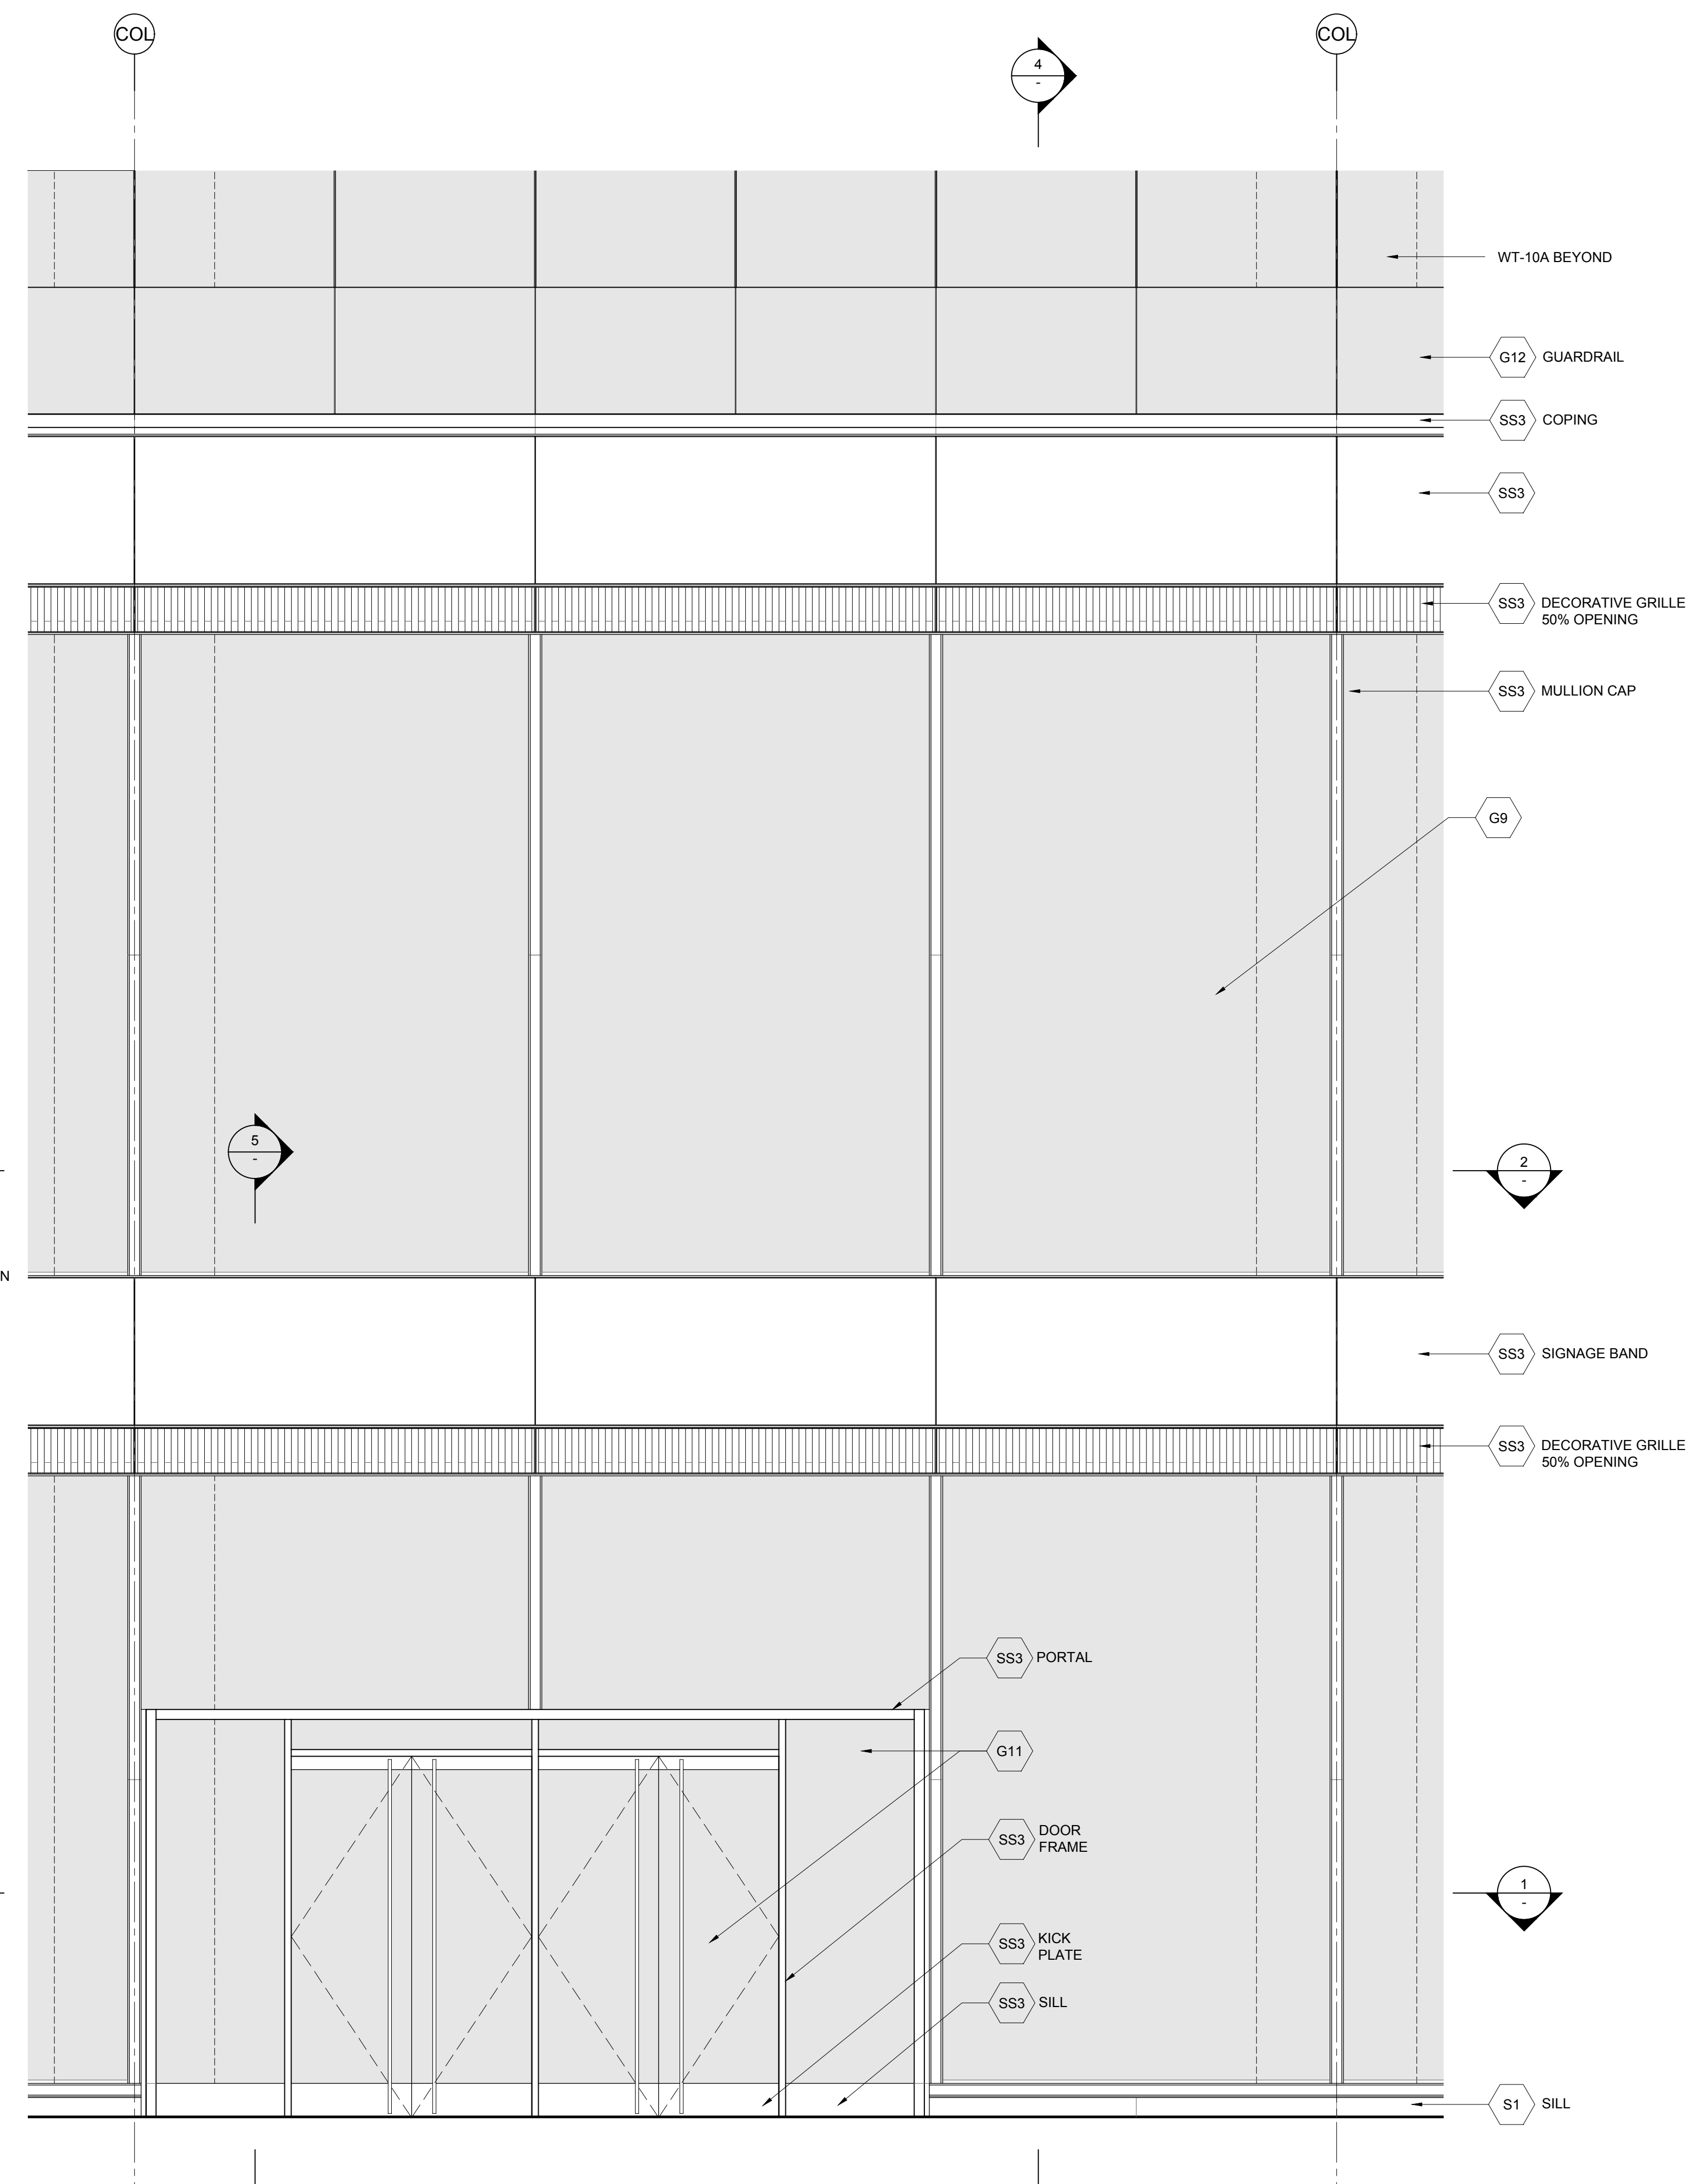 COL
COL
4
-
WT-10A BEYOND
G12 GUARDRAIL
SS3 COPING
SS3
SS3 DECORATIVE GRILLE
50% OPENING
SS3 MULLION CAP
G9
5
-
2
-
N
SS3 SIGNAGE BAND
SS3 DECORATIVE GRILLE
50% OPENING
SS3 PORTAL
G11
SS3 DOOR
FRAME
1
-
SS3 KICK
PLATE
SS3 SILL
S1 SILL